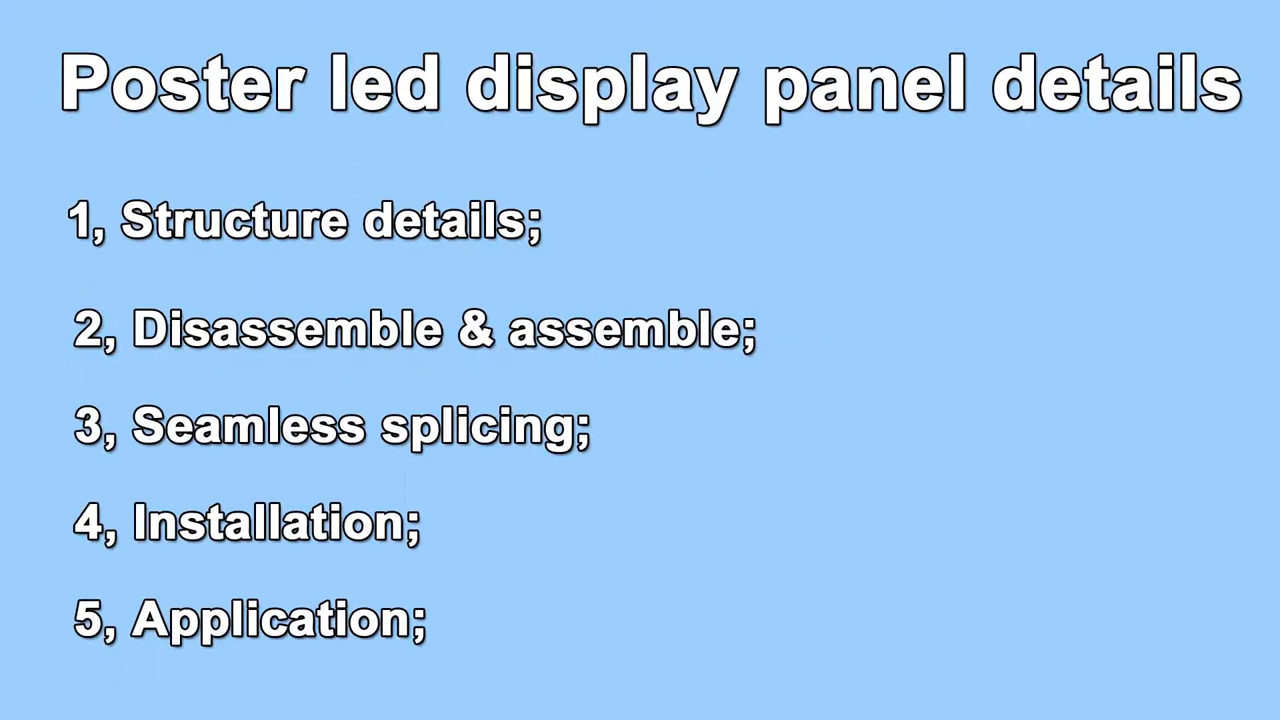 Poster led display panel details
1, Structure details;
2, Disassemble & assemble;
3, Seamless splicing;
4, Installation;
5, Application;